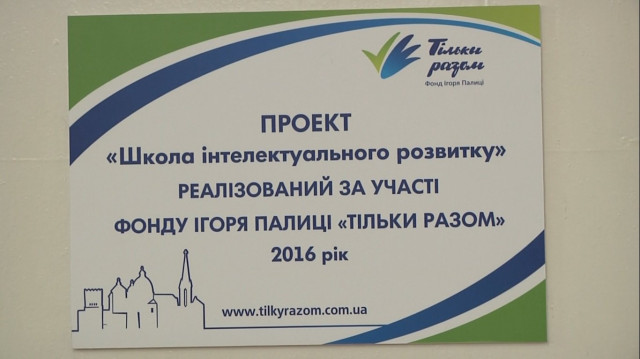 Тільки
разом
Фонд Ігоря Палиці
ПРОЕКТ
«Школа інтелектуального розвитку»
РЕАЛІЗОВАНИЙ ЗА УЧАСТІ
ФОНДУ ІГОРЯ ПАЛИЦІ «ТІЛЬКИ РАЗОМ»
2016 рік
www.tilkyrazom.com.ua